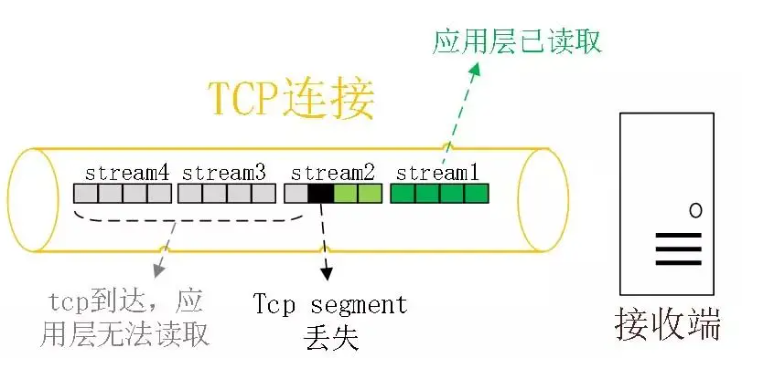 应用层已读取
TCP连接
stream4 stream3 stream2 stream1
tcp到达，应
用层无法读取
Tcp segment
丢失
接收端